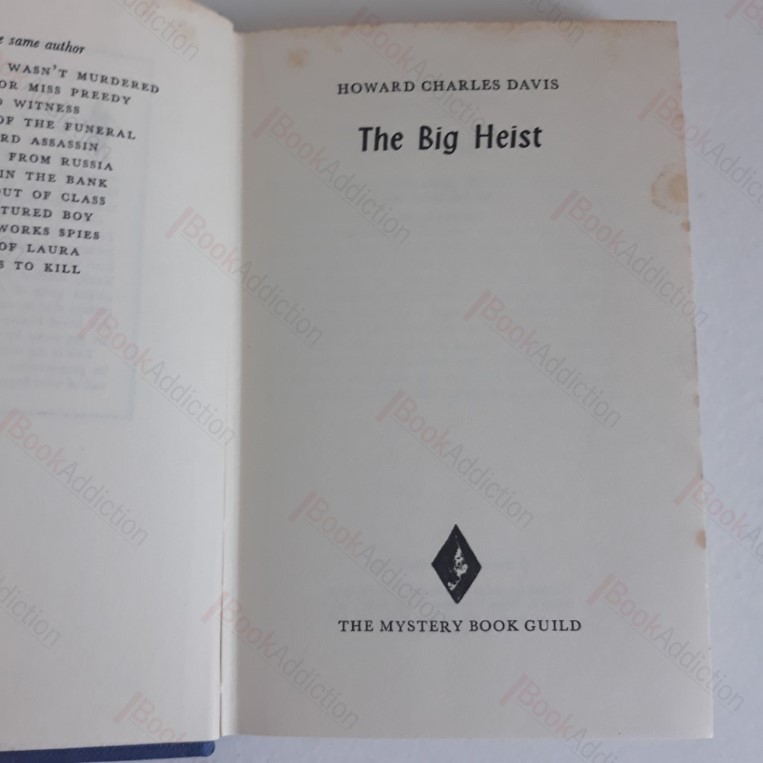 e same author
WASN'T MURDERED
OR MISS PREEDY
WITNESS
OF THE FUNERAL
RD ASSASSIN
FROM RUSSIA
IN THE BANK
OUT OF CLASS
TURED BOY
WORKS SPIES
OF LAURA
S TO KILL
HOWARD CHARLES DAVIS
The Big Heist
THE MYSTERY BOOK GUILD
BookAddiction